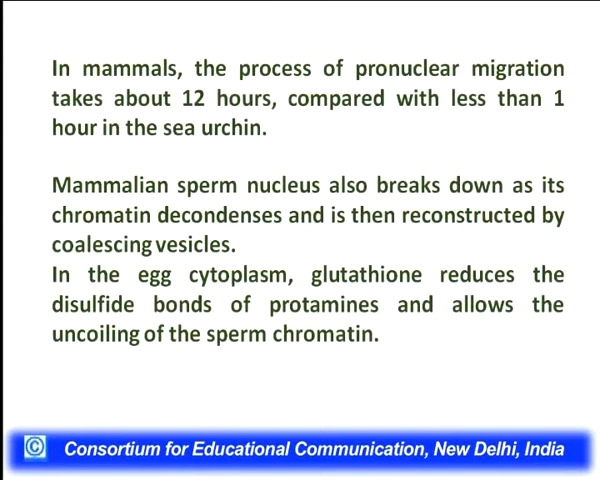 In mammals, the process of pronuclear migration
takes about 12 hours, compared with less than 1
hour in the sea urchin.
Mammalian sperm nucleus also breaks down as its
chromatin decondenses and is then reconstructed by
coalescing vesicles.
In the egg cytoplasm, glutathione reduces the
disulfide bonds of protamines and allows the
uncoiling of the sperm chromatin.
© Consortium for Educational Communication, New Delhi, India